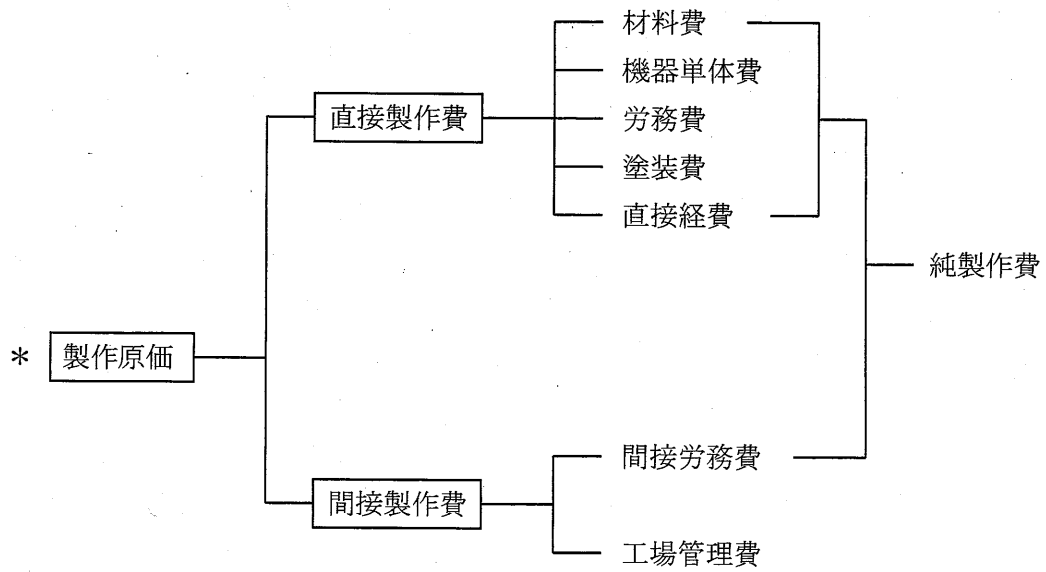 材料費
機器単体費
直接製作費
労務費
塗装費
直接経費
純製作費
* 製作原価
間接労務費
間接製作費
工場管理費